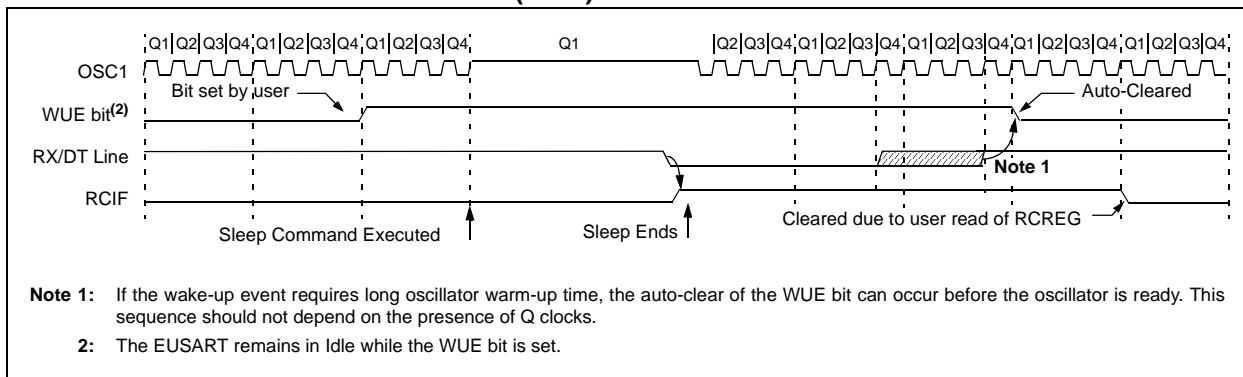 Q1 Q2 Q3 Q4 Q1 Q2 Q3 Q4 Q1 Q2 Q3 Q4 Q1 Q2 Q3 Q4 Q1 Q2 Q3 Q4 Q1 Q2 Q3 Q4 Q1 Q2 Q3 Q4 Q1 Q2 Q3 Q4
OSC1
Bit set by user
Auto-Cleared
WUE bit(2)
RX/DT Line
Note 1
RCIF
Cleared due to user read of RCREG
Sleep Command Executed
Sleep Ends
Note 1: If the wake-up event requires long oscillator warm-up time, the auto-clear of the WUE bit can occur before the oscillator is ready. This
sequence should not depend on the presence of Q clocks.
2: The EUSART remains in Idle while the WUE bit is set.